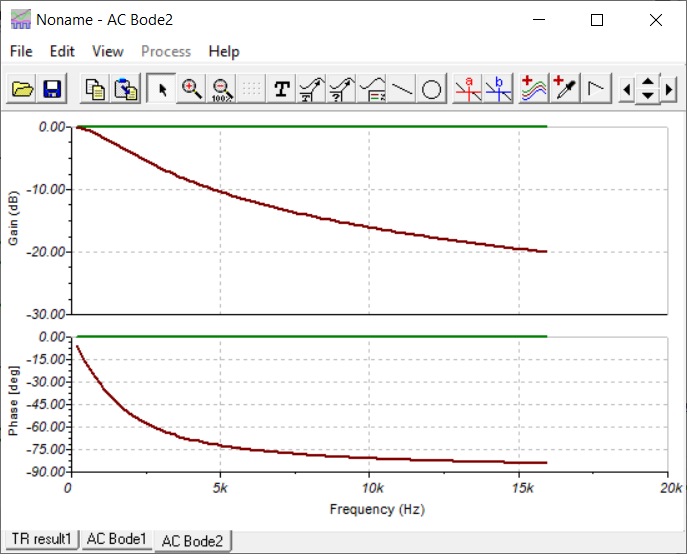 Noname - AC Bode2
File Edit View Process Help
100% T T ? a b
0.00
-10.00
Gain (dB)
-20.00
-30.00
0.00
-15.00
-30.00
-45.00
Phase [deg]
-60.00
-75.00
-90.00
0 5k 10k 15k 20k
Frequency (Hz)
TR result1 AC Bode1 AC Bode2